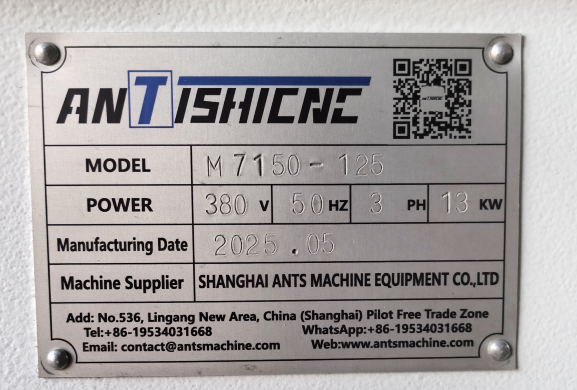 ANTISHICNC
MODEL M7150-125
POWER 380 V 50 HZ 3 PH 13 KW
Manufacturing Date 2025.05
Machine Supplier SHANGHAI ANTS MACHINE EQUIPMENT CO.,LTD
Add: No.536, Lingang New Area, China (Shanghai) Pilot Free Trade Zone
Tel:+86-19534031668 WhatsApp:+86-19534031668
Email: contact@antsmachine.com Web:www.antsmachine.com